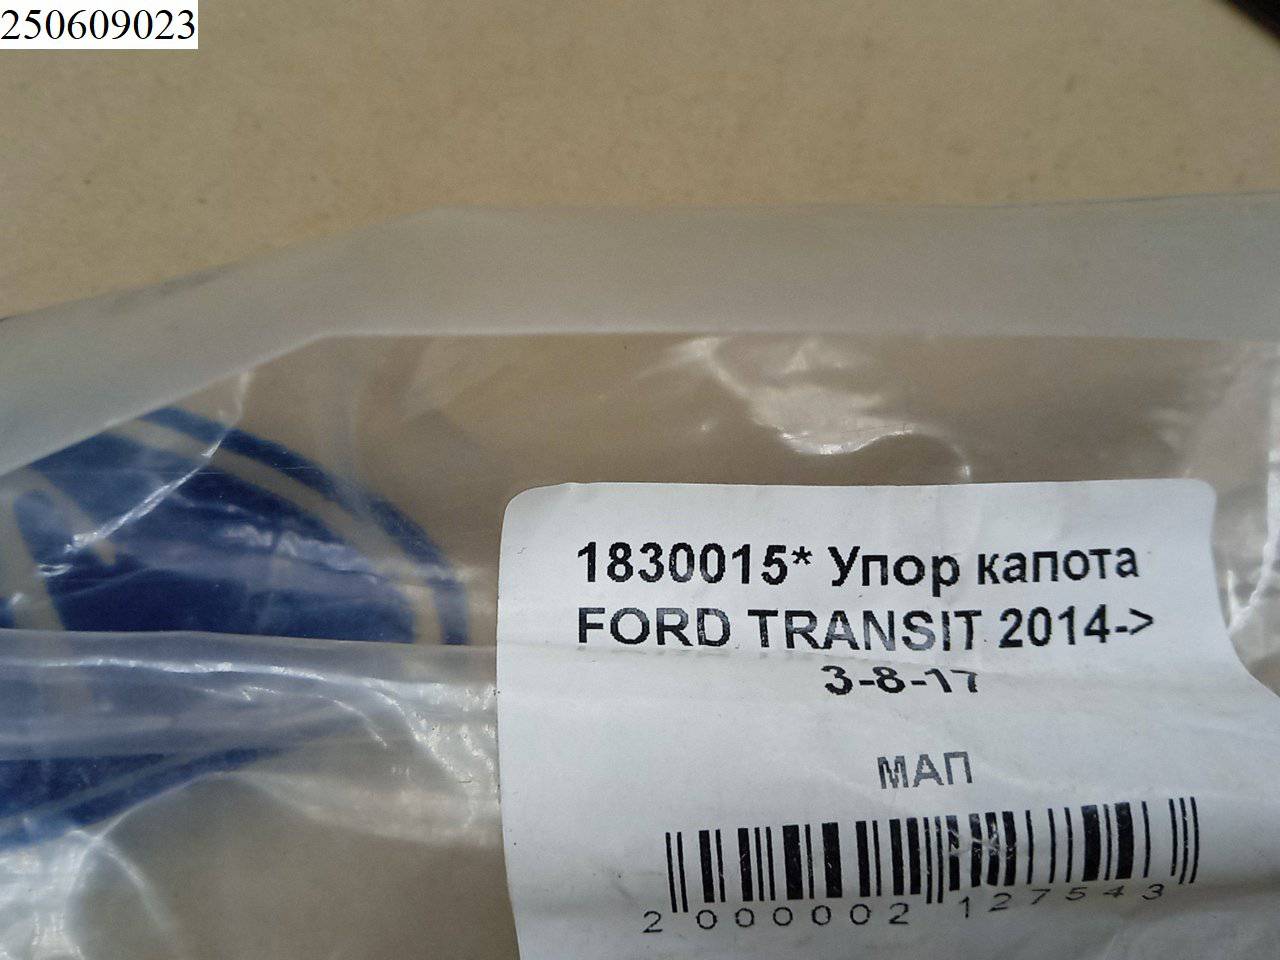 250609023
1830015* Упор капота
FORD TRANSIT 2014->
3-8-17
МАП
2 000002 127543